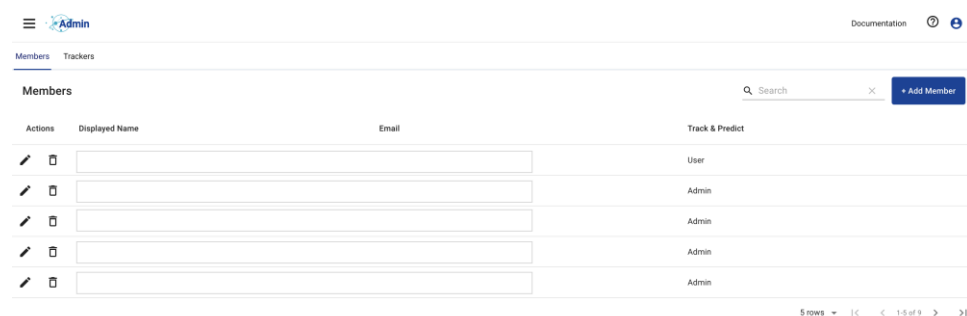 Admin
Documentation
Members Trackers
Members
Search
+ Add Member
Actions Displayed Name Email Track & Predict
User
Admin
Admin
Admin
Admin
5 rows 1-5 of 9